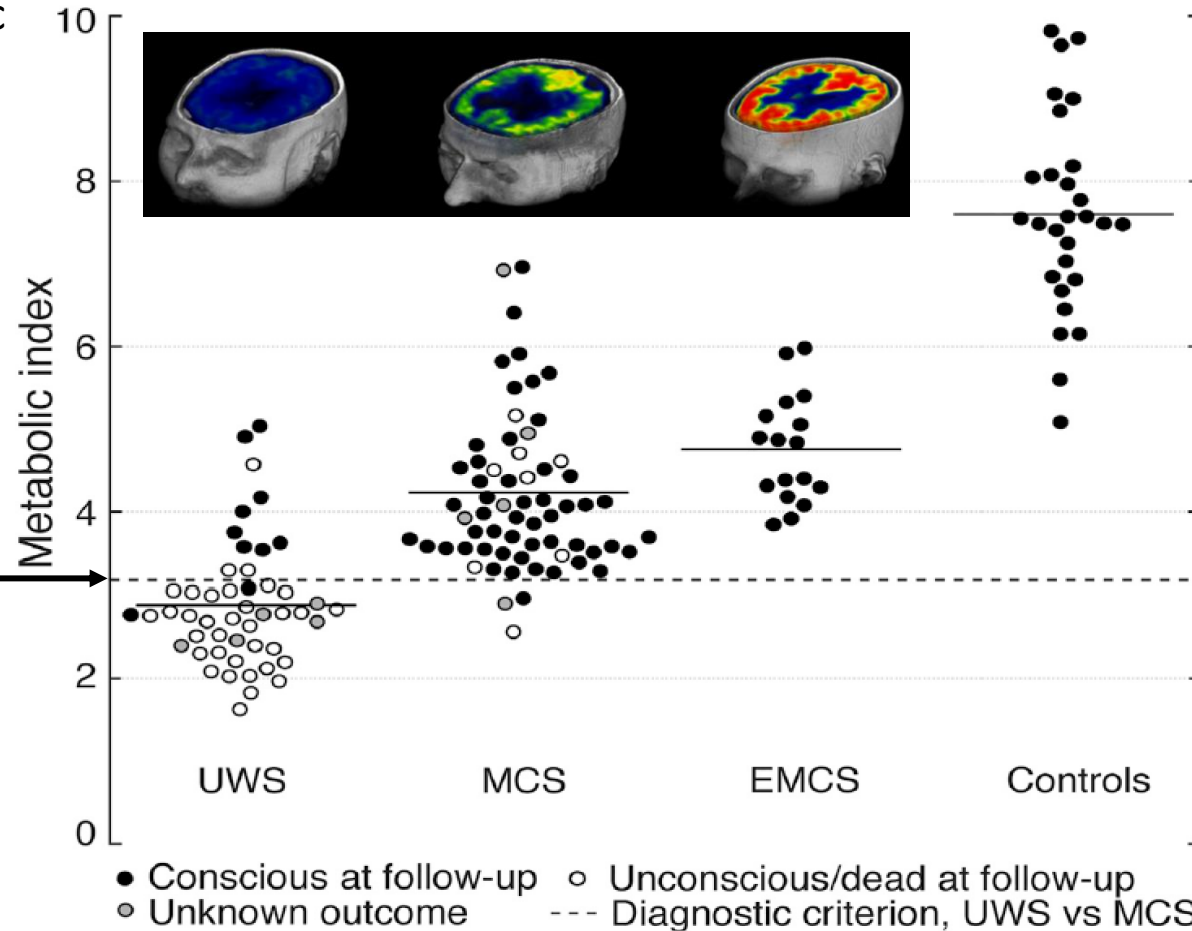 c
10
8
6
4
2
0
Metabolic index
UWS MCS EMCS Controls
Conscious at follow-up Unconscious/dead at follow-up
Unknown outcome Diagnostic criterion, UWS vs MCS